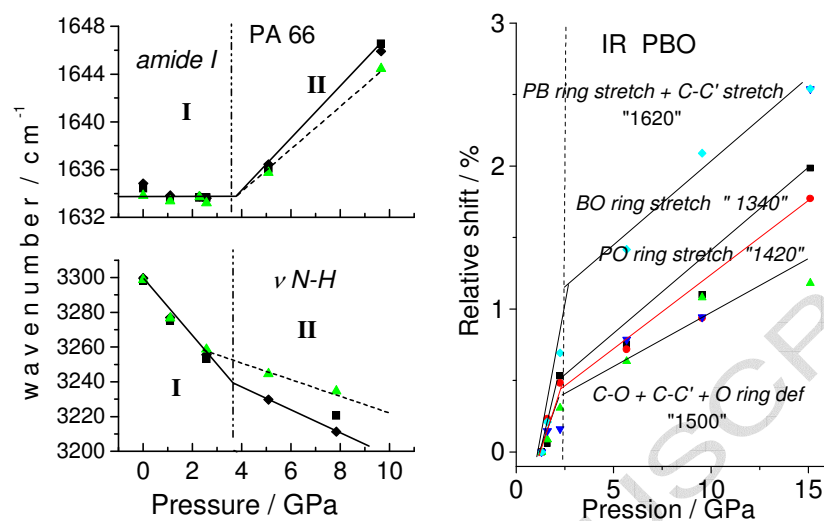 PA 66
amide I
I
II
1648
1644
1640
1636
1632
wavenumber / cm⁻¹
ν N-H
II
I
3300
3280
3260
3240
3220
3200
0 2 4 6 8 10
Pressure / GPa
IR PBO
PB ring stretch + C-C' stretch
"1620"
BO ring stretch " 1340"
PO ring stretch "1420"
C-O + C-C' + O ring def
"1500"
3
2
1
0
Relative shift / %
0 5 10 15
Pression / GPa